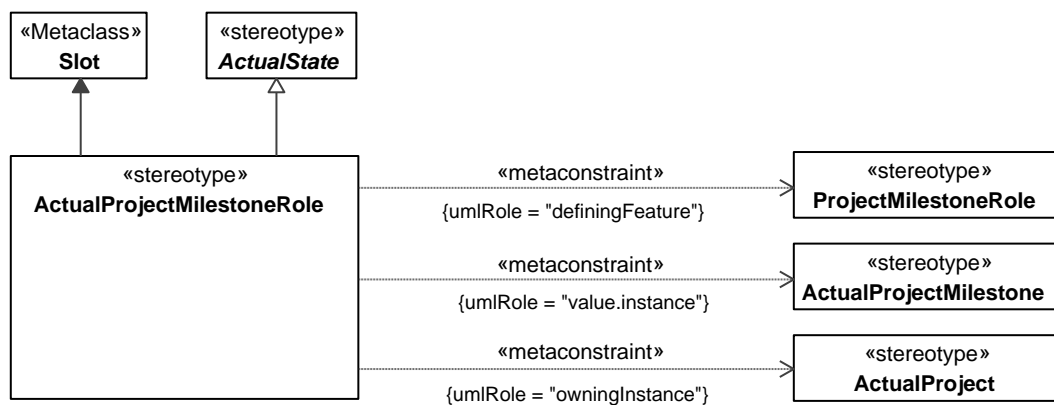 «Metaclass»
Slot
«stereotype»
ActualState
«stereotype»
ActualProjectMilestoneRole
«metaconstraint»
{umlRole = "definingFeature"}
«stereotype»
ProjectMilestoneRole
«metaconstraint»
{umlRole = "value.instance"}
«stereotype»
ActualProjectMilestone
«metaconstraint»
{umlRole = "owningInstance"}
«stereotype»
ActualProject